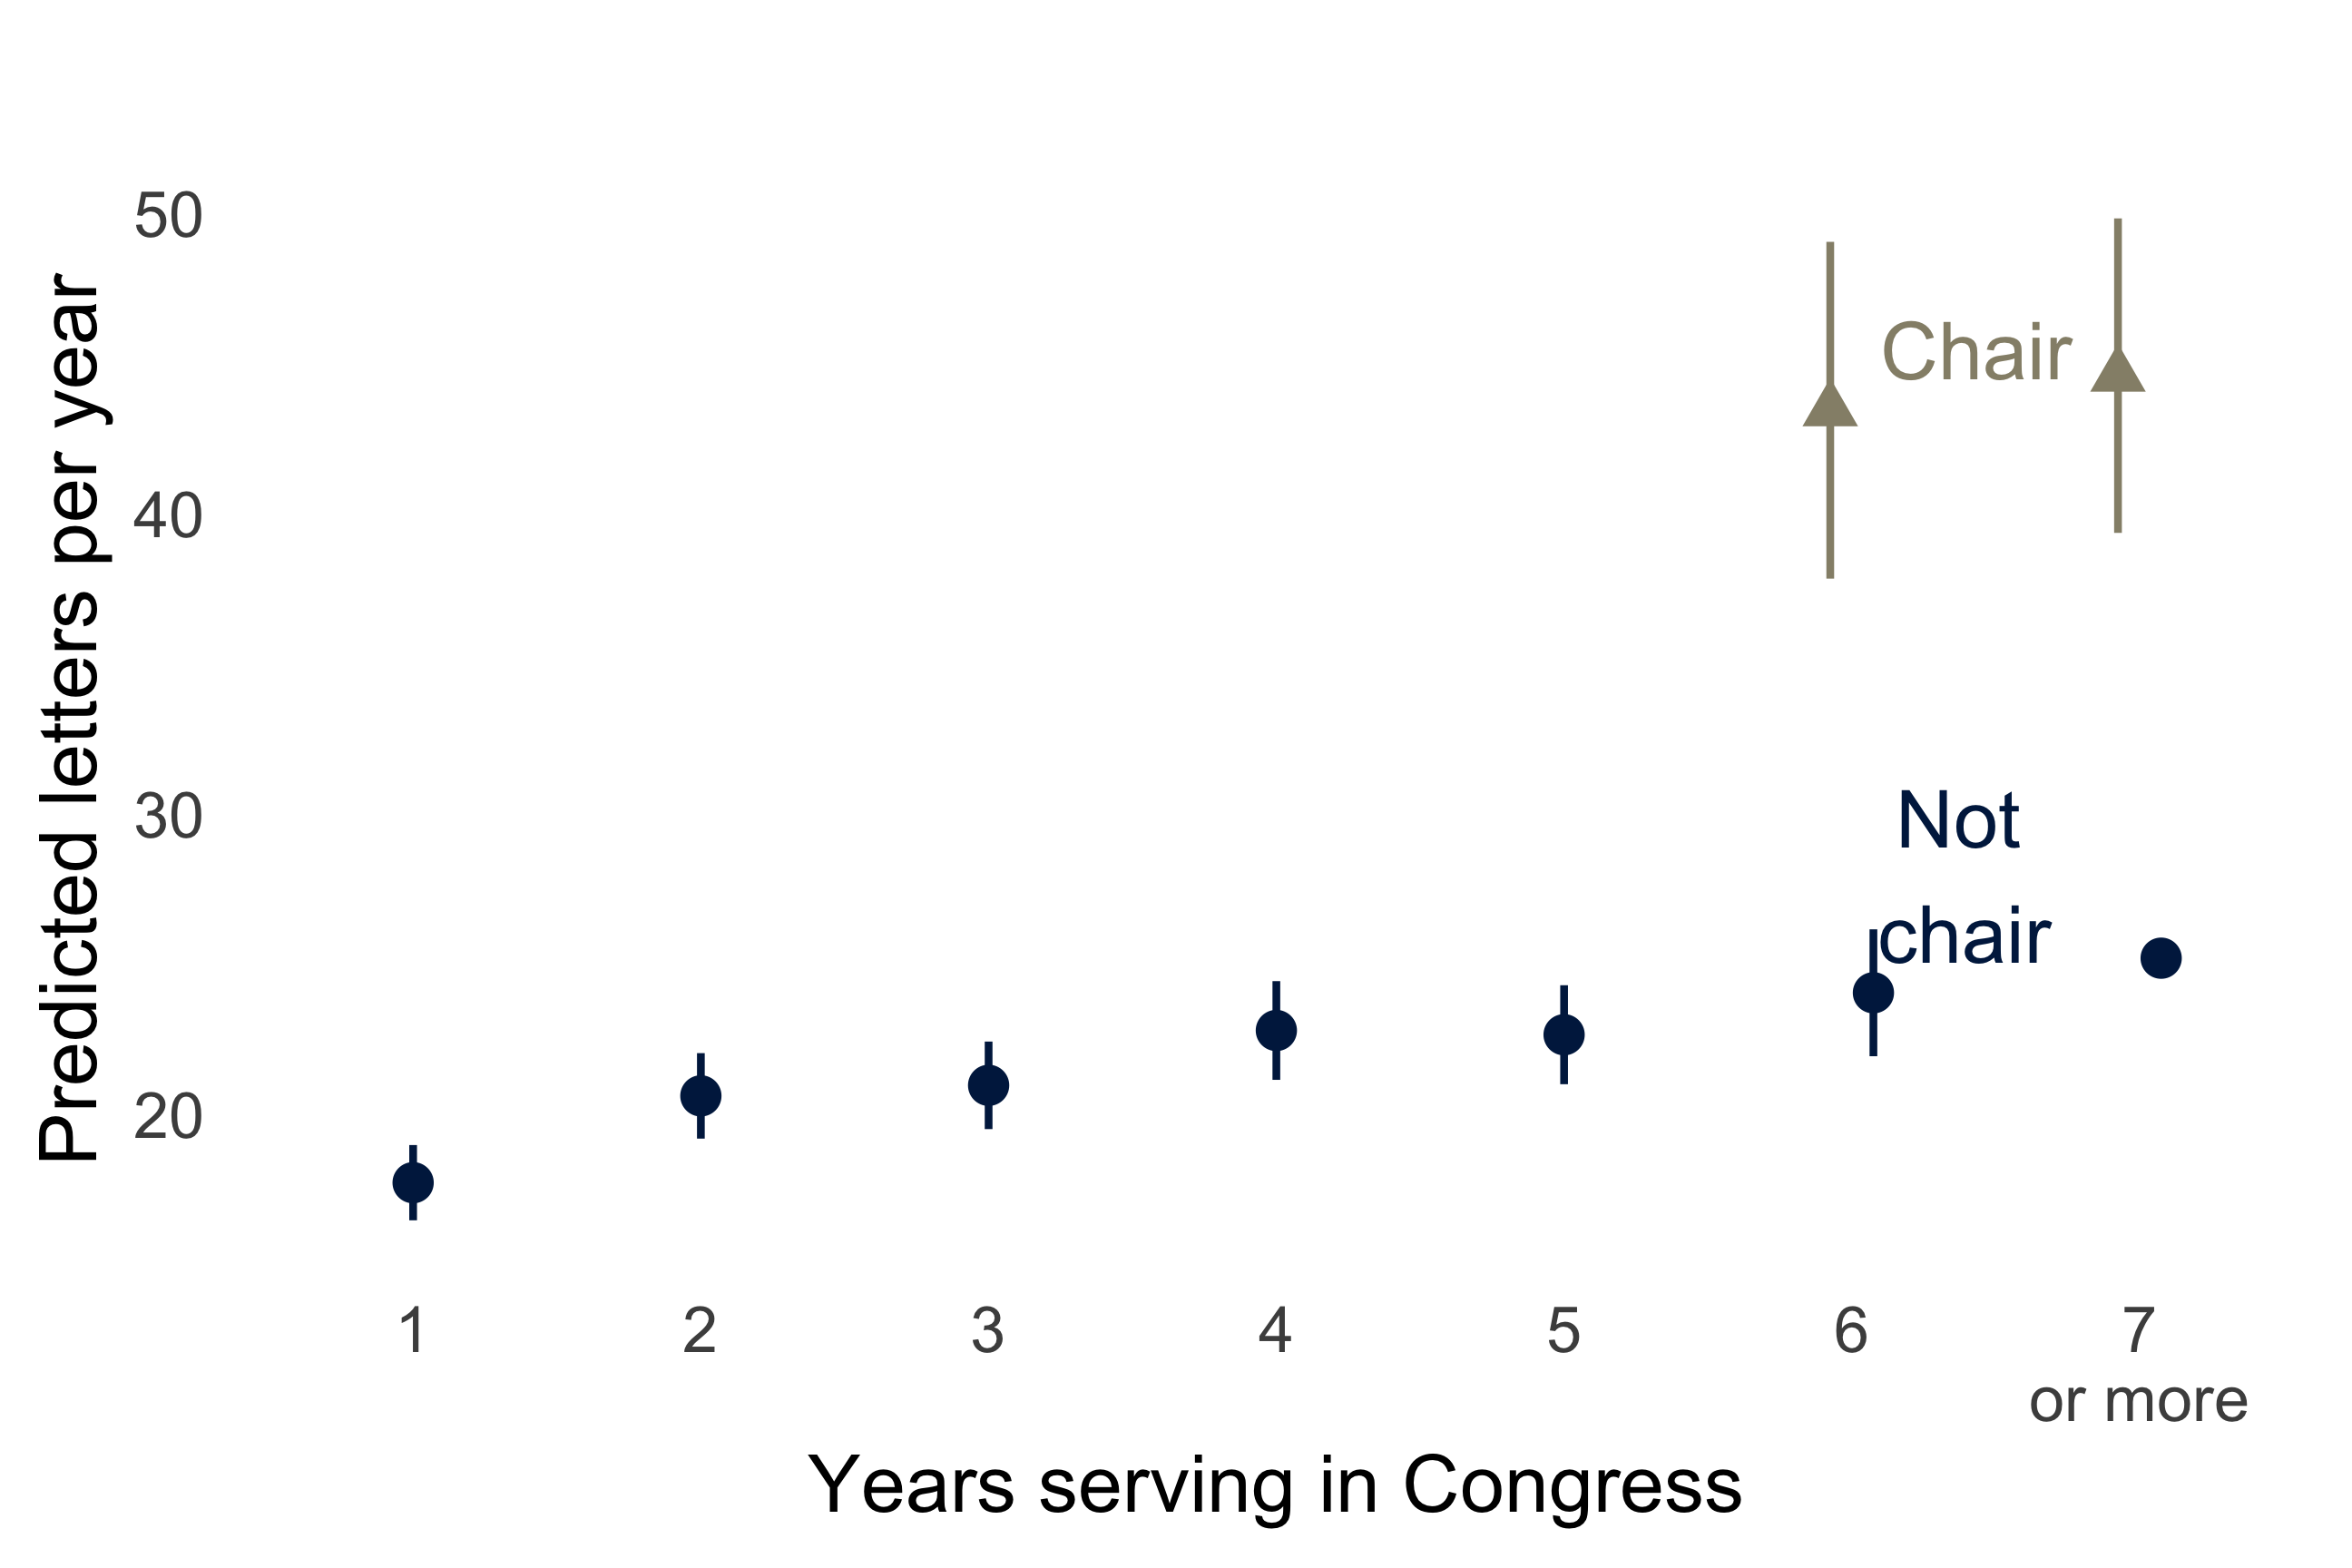 Predicted letters per year
50
40
30
20
Chair
Not
chair
1 2 3 4 5 6 7
or more
Years serving in Congress